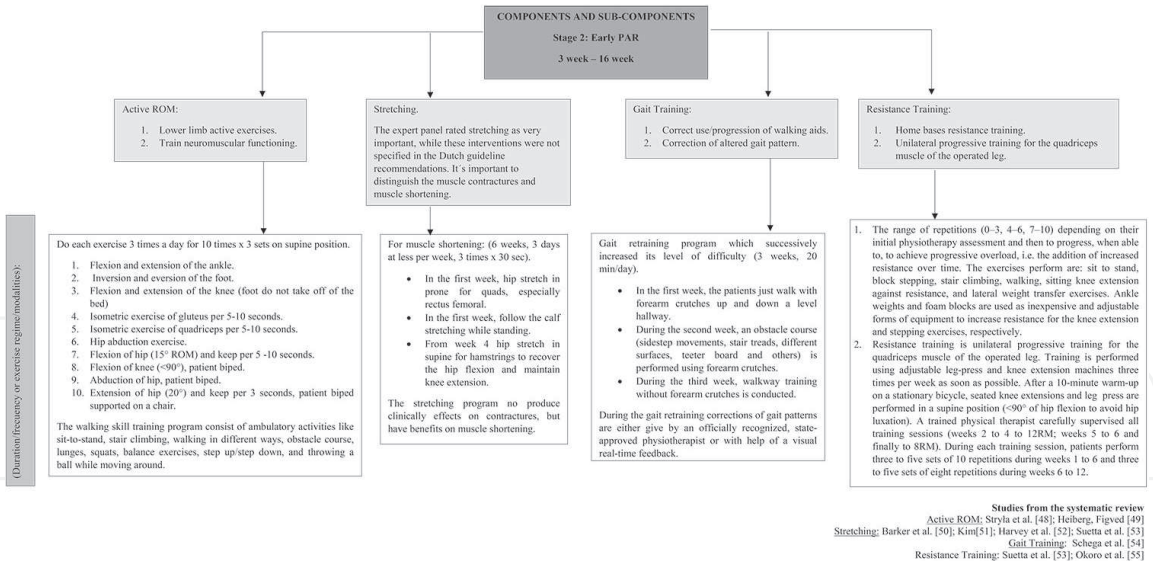 COMPONENTS AND SUB-COMPONENTS
Stage 2: Early PAR
3 week – 16 week
Active ROM:
1. Lower limb active exercises.
2. Train neuromuscular functioning.
Stretching.
The expert panel rated stretching as very
important, while these interventions were not
specified in the Dutch guideline
recommendations. It´s important to
distinguish the muscle contractures and
muscle shortening.
Gait Training:
1. Correct use/progression of walking aids.
2. Correction of altered gait pattern.
Resistance Training:
1. Home bases resistance training.
2. Unilateral progressive training for the quadriceps
muscle of the operated leg.
(Duration/frecuency or exercise regime/modalities):
Do each exercise 3 times a day for 10 times x 3 sets on supine position.
1. Flexion and extension of the ankle.
2. Inversion and eversion of the foot.
3. Flexion and extension of the knee (foot do not take off of the
bed)
4. Isometric exercise of gluteus per 5-10 seconds.
5. Isometric exercise of quadriceps per 5-10 seconds.
6. Hip abduction exercise.
7. Flexion of hip (15° ROM) and keep per 5 -10 seconds.
8. Flexion of knee (<90°), patient biped.
9. Abduction of hip, patient biped.
10. Extension of hip (20°) and keep per 3 seconds, patient biped
supported on a chair.
The walking skill training program consist of ambulatory activities like
sit-to-stand, stair climbing, walking in different ways, obstacle course,
lunges, squats, balance exercises, step up/step down, and throwing a
ball while moving around.
For muscle shortening: (6 weeks, 3 days
at less per week, 3 times x 30 sec).
• In the first week, hip stretch in
prone for quads, especially
rectus femoral.
• In the first week, follow the calf
stretching while standing.
• From week 4 hip stretch in
supine for hamstrings to recover
the hip flexion and maintain
knee extension.
The stretching program no produce
clinically effects on contractures, but
have benefits on muscle shortening.
Gait retraining program which successively
increased its level of difficulty (3 weeks, 20
min/day).
• In the first week, the patients just walk with
forearm crutches up and down a level
hallway.
• During the second week, an obstacle course
(sidestep movements, stair treads, different
surfaces, teeter board and others) is
performed using forearm crutches.
• During the third week, walkway training
without forearm crutches is conducted.
During the gait retraining corrections of gait patterns
are either give by an officially recognized, state-
approved physiotherapist or with help of a visual
real-time feedback.
1. The range of repetitions (0–3, 4–6, 7–10) depending on their
initial physiotherapy assessment and then to progress, when able
to, to achieve progressive overload, i.e. the addition of increased
resistance over time. The exercises perform are: sit to stand,
block stepping, stair climbing, walking, sitting knee extension
against resistance, and lateral weight transfer exercises. Ankle
weights and foam blocks are used as inexpensive and adjustable
forms of equipment to increase resistance for the knee extension
and stepping exercises, respectively.
2. Resistance training is unilateral progressive training for the
quadriceps muscle of the operated leg. Training is performed
using adjustable leg-press and knee extension machines three
times per week as soon as possible. After a 10-minute warm-up
on a stationary bicycle, seated knee extensions and leg press are
performed in a supine position (<90° of hip flexion to avoid hip
luxation). A trained physical therapist carefully supervised all
training sessions (weeks 2 to 4 to 12RM; weeks 5 to 6 and
finally to 8RM). During each training session, patients perform
three to five sets of 10 repetitions during weeks 1 to 6 and three
to five sets of eight repetitions during weeks 6 to 12.
Studies from the systematic review
Active ROM: Stryla et al. [48]; Heiberg, Figved [49]
Stretching: Barker et al. [50]; Kim[51]; Harvey et al. [52]; Suetta et al. [53]
Gait Training: Schega et al. [54]
Resistance Training: Suetta et al. [53]; Okoro et al. [55]